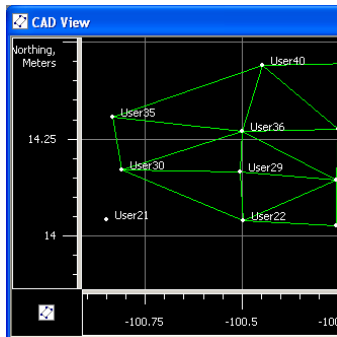 CAD View
Northing,
Meters
User40
User35
User36
14.25
User30
User29
User21
User22
14
-100.75
-100.5